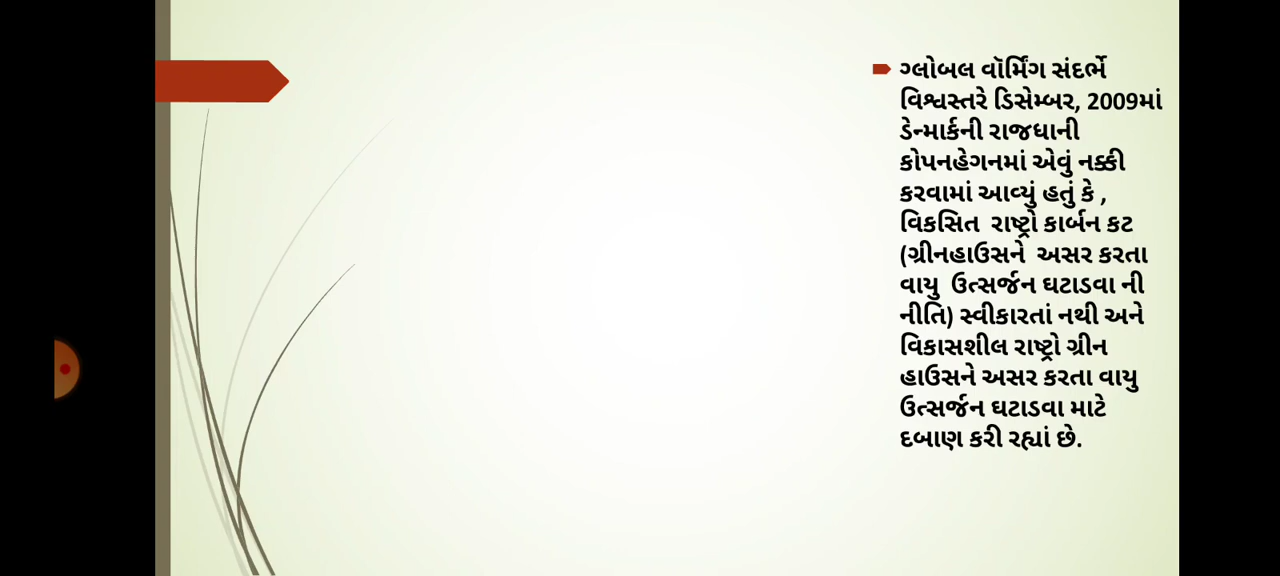 ગ્લોબલ વૉર્મિંગ સંદર્ભે
વિશ્વસ્તરે ડિસેમ્બર, 2009માં
ડેન્માર્કની રાજધાની
કોપનહેગનમાં એવું નક્કી
કરવામાં આવ્યું હતું કે ,
વિકસિત રાષ્ટ્રો કાર્બન કટ
(ગ્રીનહાઉસને અસર કરતા
વાયુ ઉત્સર્જન ઘટાડવા ની
નીતિ) સ્વીકારતાં નથી અને
વિકાસશીલ રાષ્ટ્રો ગ્રીન
હાઉસને અસર કરતા વાયુ
ઉત્સર્જન ઘટાડવા માટે
દબાણ કરી રહ્યાં છે.